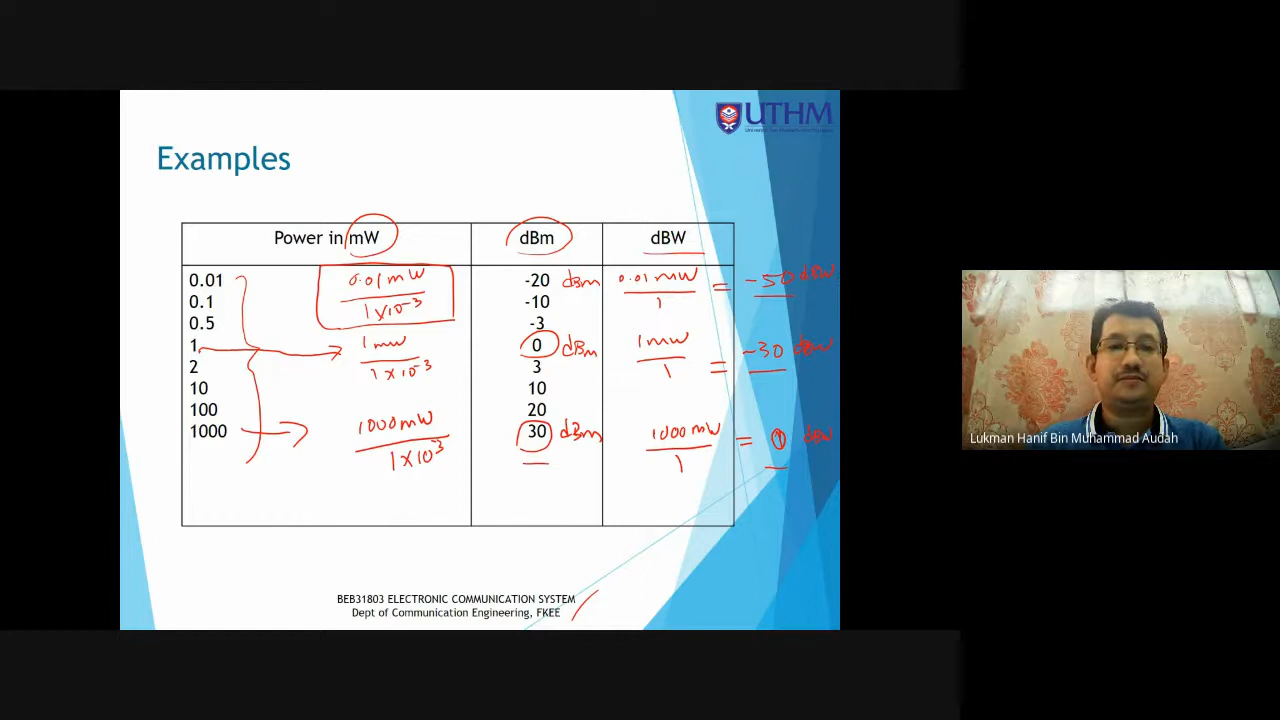 UTHM
Examples
Power in mW dBm dBW
0.01 0.01mW / 1x10⁻³ -20 dBm 0.01 mW / 1 = -50 dBW
0.1 -10
0.5 -3
1 1mW / 1x10⁻³ 0 dBm 1mW / 1 = -30 dBW
2 3
10 10
100 20
1000 1000mW / 1x10⁻³ 30 dBm 1000mW / 1 = 0 dBW
BEB31803 ELECTRONIC COMMUNICATION SYSTEM
Dept of Communication Engineering, FKEE
Lukman Hanif Bin Muhammad Audah